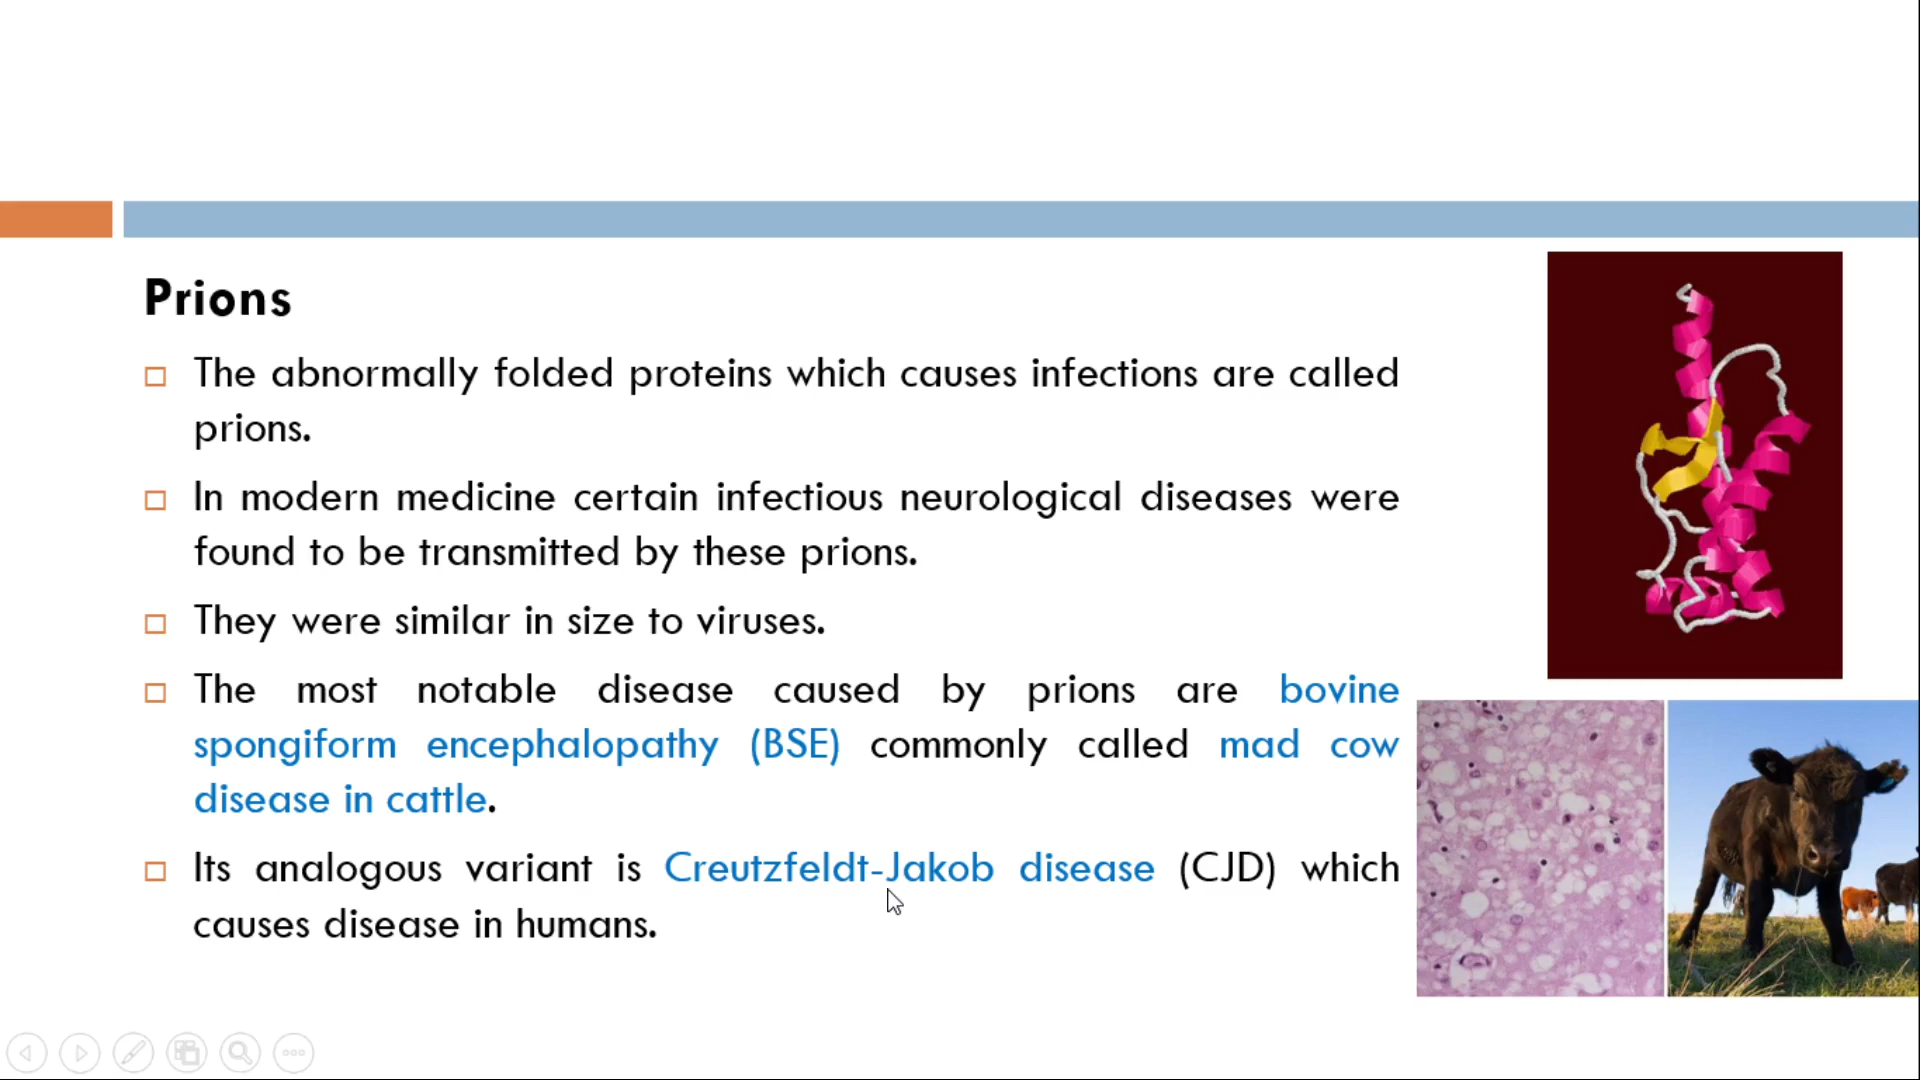 Prions
The abnormally folded proteins which causes infections are called
prions.
In modern medicine certain infectious neurological diseases were
found to be transmitted by these prions.
They were similar in size to viruses.
The most notable disease caused by prions are bovine
spongiform encephalopathy (BSE) commonly called mad cow
disease in cattle.
Its analogous variant is Creutzfeldt-Jakob disease (CJD) which
causes disease in humans.